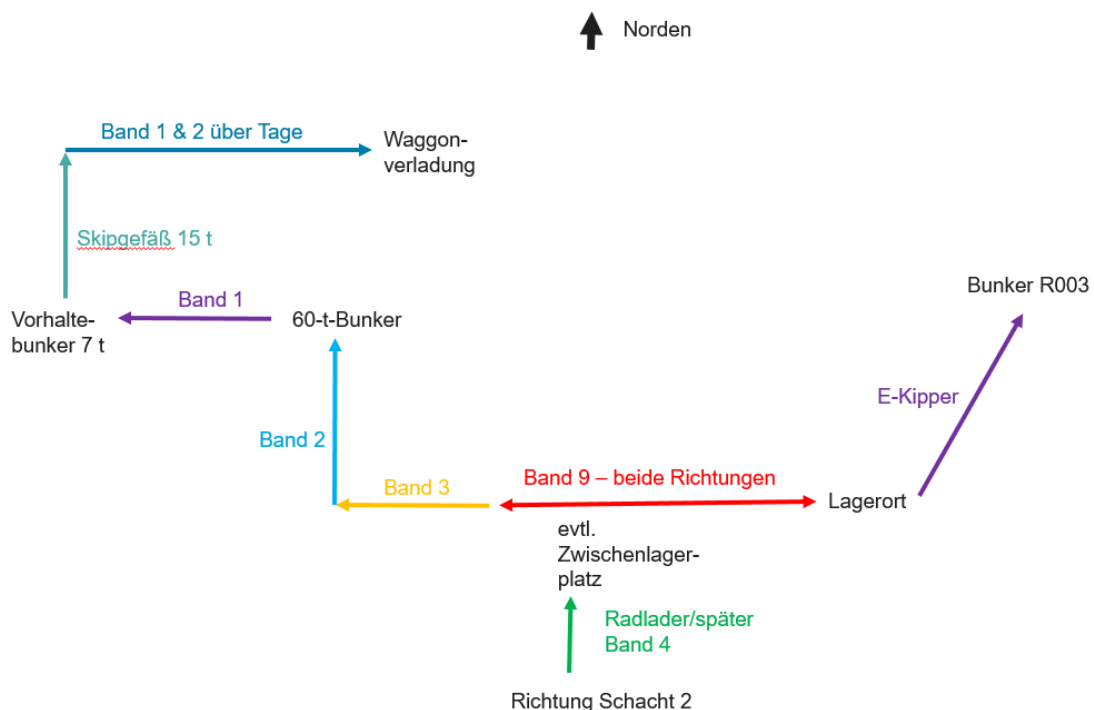 Norden
Band 1 & 2 über Tage
Waggon-
verladung
Skipgefäß 15 t
Bunker R003
Band 1
Vorhalte-
bunker 7 t
60-t-Bunker
E-Kipper
Band 2
Band 3
Band 9 – beide Richtungen
Lagerort
evtl.
Zwischenlager-
platz
Radlader/später
Band 4
Richtung Schacht 2